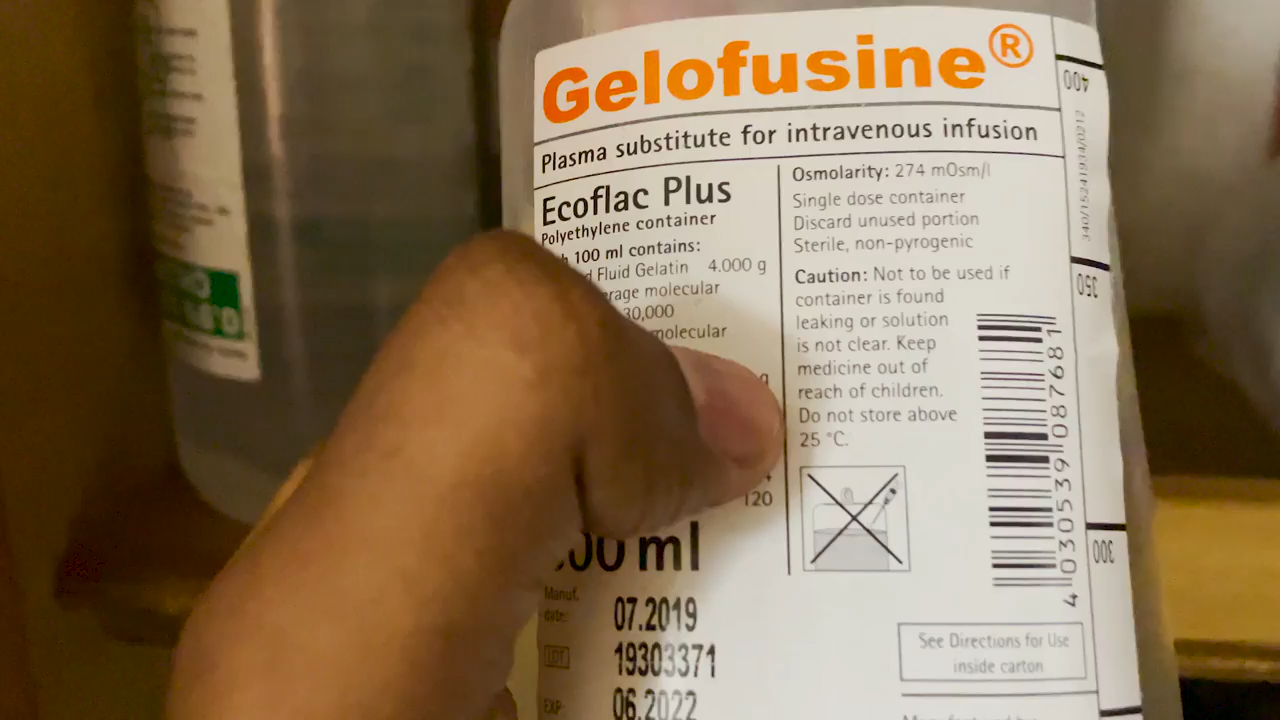 Gelofusine®
Plasma substitute for intravenous infusion
Ecoflac Plus
Polyethylene container
100 ml contains:
Fluid Gelatin 4.000 g
molecular
30,000
molecular
g
120
ml
Manuf.
date:
07.2019
LOT
19303371
EXP
06.2022
Osmolarity: 274 mOsm/l
Single dose container
Discard unused portion
Sterile, non-pyrogenic
Caution: Not to be used if
container is found
leaking or solution
is not clear. Keep
medicine out of
reach of children.
Do not store above
25 °C.
4 030539 087681
See Directions for Use
inside carton
400
350
300